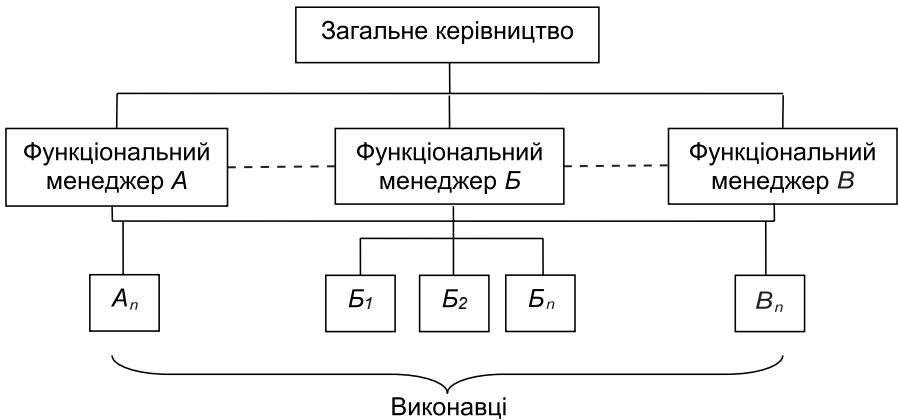 Загальне керівництво
Функціональний
менеджер А
Функціональний
менеджер Б
Функціональний
менеджер В
Аn
Б1
Б2
Бn
Вn
Виконавці